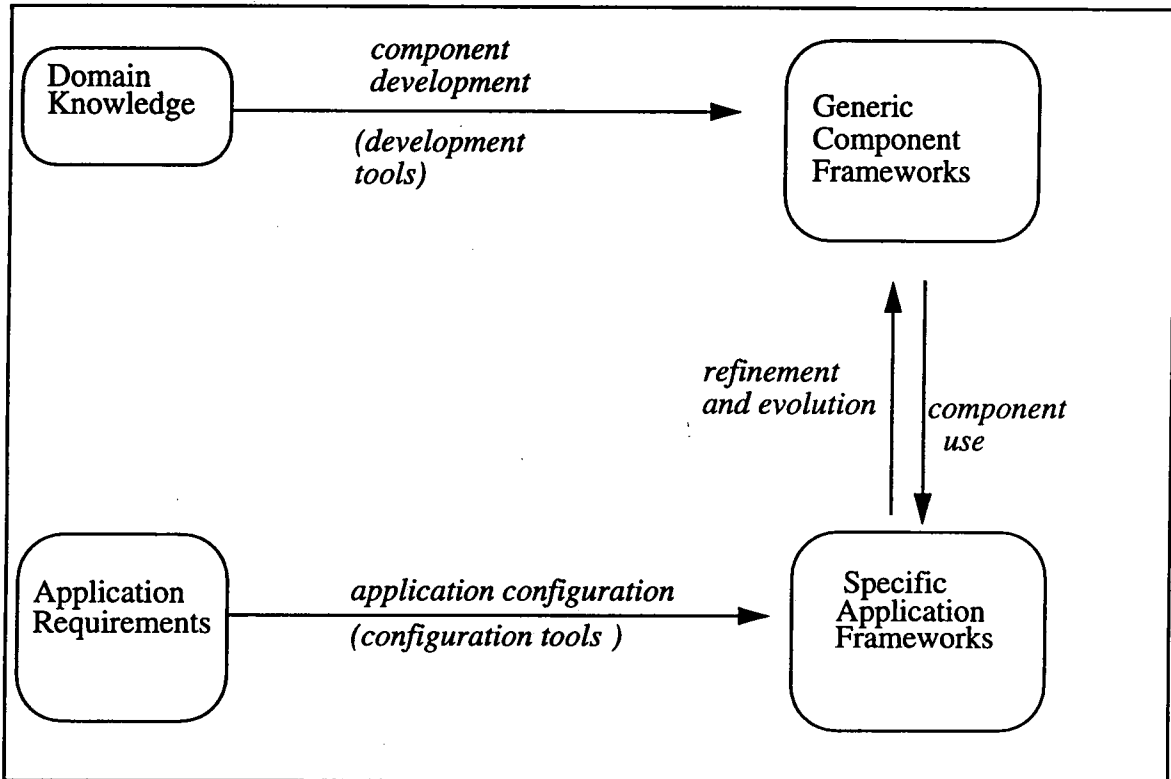 Domain
Knowledge
component
development
(development
tools)
Generic
Component
Frameworks
refinement
and evolution
component
use
Application
Requirements
application configuration
(configuration tools )
Specific
Application
Frameworks